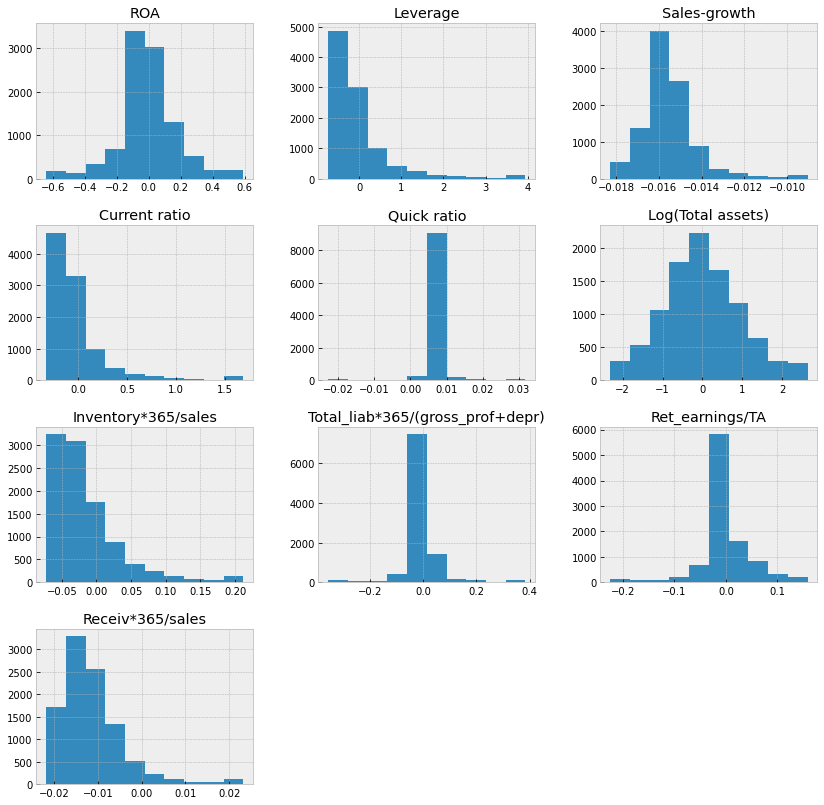 ROA
3000
2000
1000
0
−0.6 −0.4 −0.2 0.0 0.2 0.4 0.6
Leverage
5000
4000
3000
2000
1000
0
0 1 2 3 4
Sales-growth
4000
3000
2000
1000
0
−0.018 −0.016 −0.014 −0.012 −0.010
Current ratio
4000
3000
2000
1000
0
0.0 0.5 1.0 1.5
Quick ratio
8000
6000
4000
2000
0
−0.02 −0.01 0.00 0.01 0.02 0.03
Log(Total assets)
2000
1500
1000
500
0
−2 −1 0 1 2
Inventory*365/sales
3000
2500
2000
1500
1000
500
0
−0.05 0.00 0.05 0.10 0.15 0.20
Total_liab*365/(gross_prof+depr)
6000
4000
2000
0
−0.2 0.0 0.2 0.4
Ret_earnings/TA
6000
5000
4000
3000
2000
1000
0
−0.2 −0.1 0.0 0.1
Receiv*365/sales
3000
2500
2000
1500
1000
500
0
−0.02 −0.01 0.00 0.01 0.02